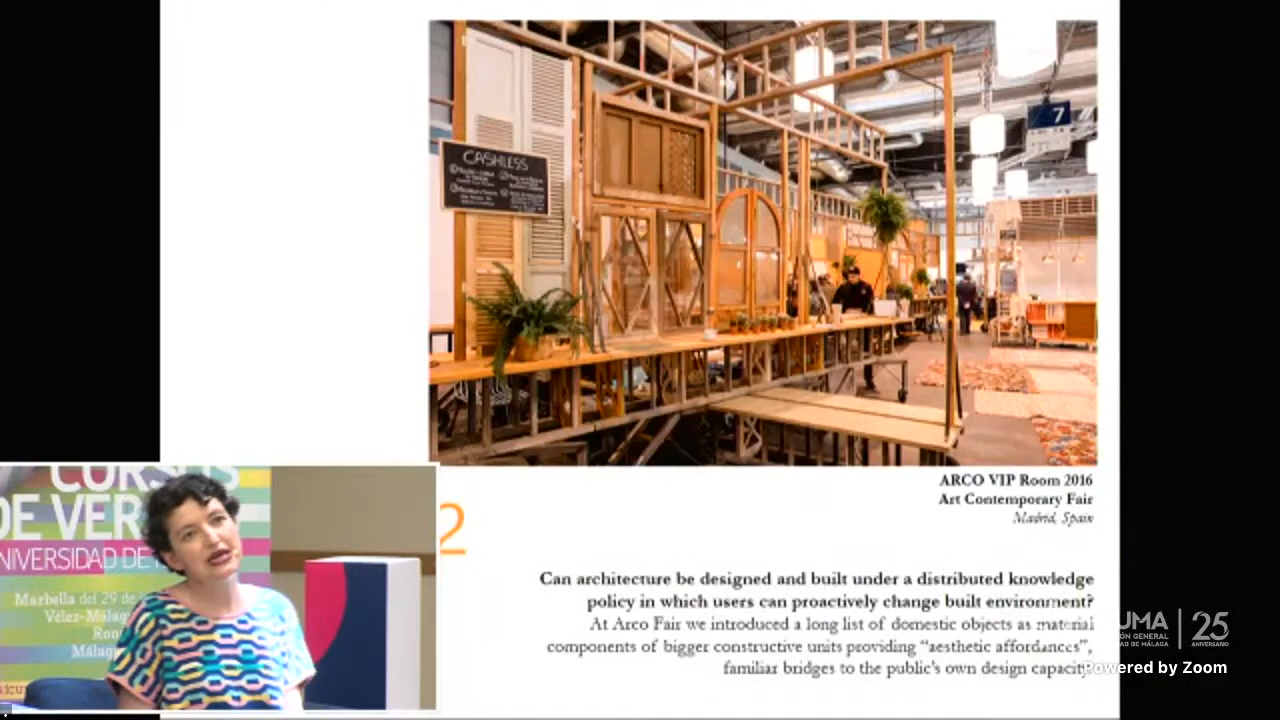 CASHLESS
7
ARCO VIP Room 2016
Art Contemporary Fair
Madrid, Spain
2
Can architecture be designed and built under a distributed knowledge
policy in which users can proactively change built environment?
At Arco Fair we introduced a long list of domestic objects as material
components of bigger constructive units providing “aesthetic affordances”,
familiar bridges to the public’s own design capacity.
CURSOS
DE VER
UNIVERSIDAD DE
Marbella del 29 de
Vélez-Málag
Ron
Málag
UMA
25
ANIVERSARIO
Powered by Zoom